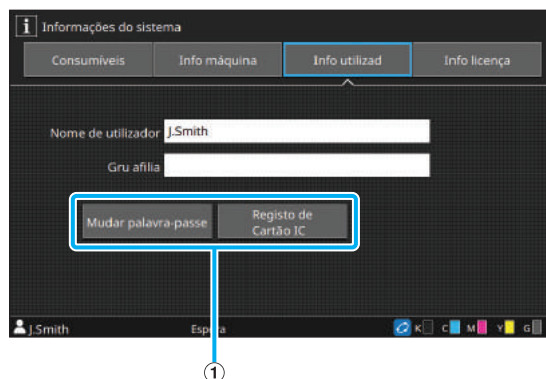 i Informações do sistema
Consumíveis Info máquina Info utilizad Info licença
Nome de utilizador J.Smith
Gru afilia
Mudar palavra-passe Registo de
Cartão IC
J.Smith Espera K C M Y G
1